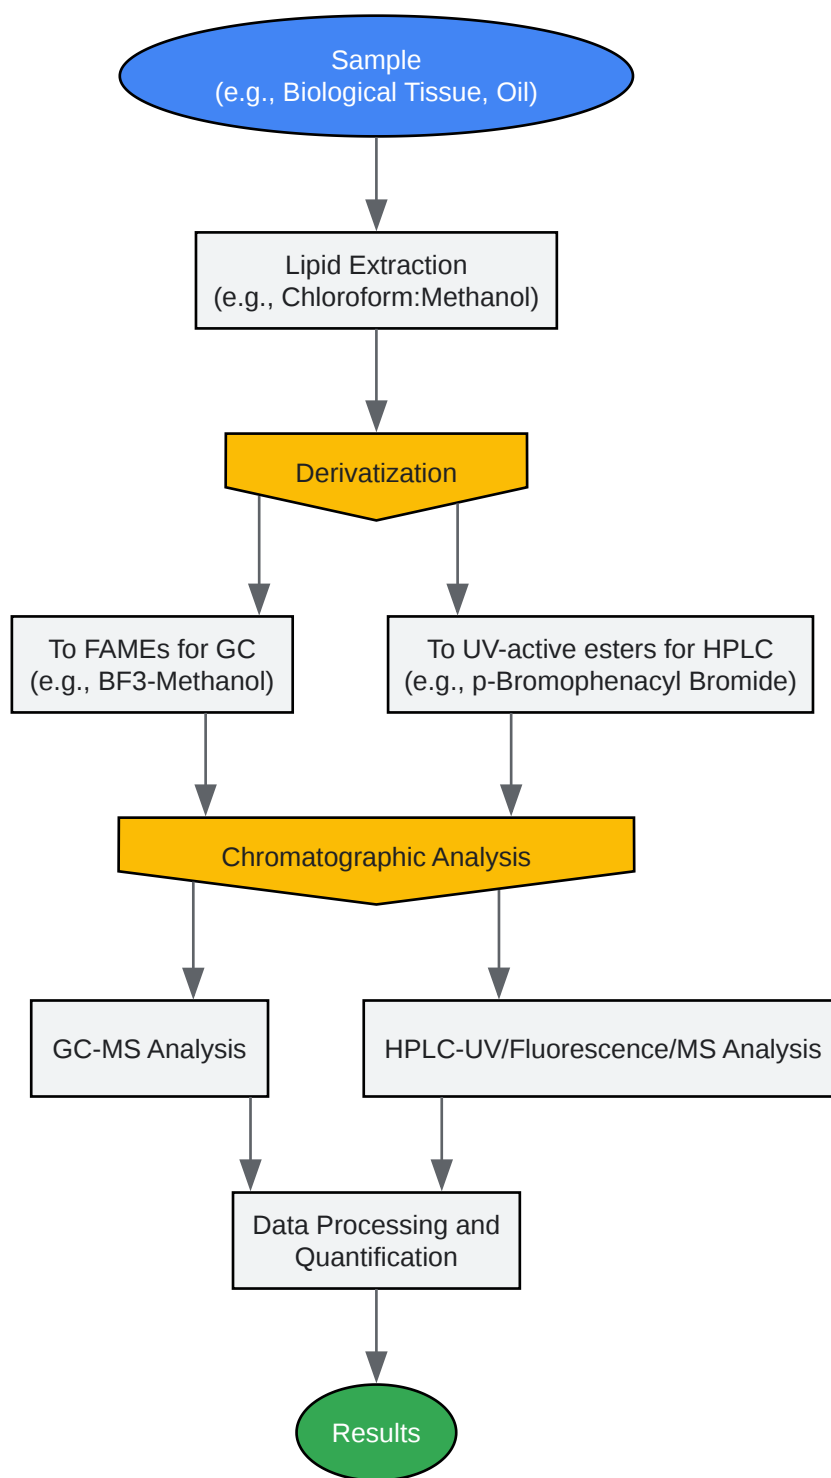 Sample
(e.g., Biological Tissue, Oil)
Lipid Extraction
(e.g., Chloroform:Methanol)
Derivatization
To FAMEs for GC
(e.g., BF3-Methanol)
To UV-active esters for HPLC
(e.g., p-Bromophenacyl Bromide)
Chromatographic Analysis
GC-MS Analysis
HPLC-UV/Fluorescence/MS Analysis
Data Processing and
Quantification
Results